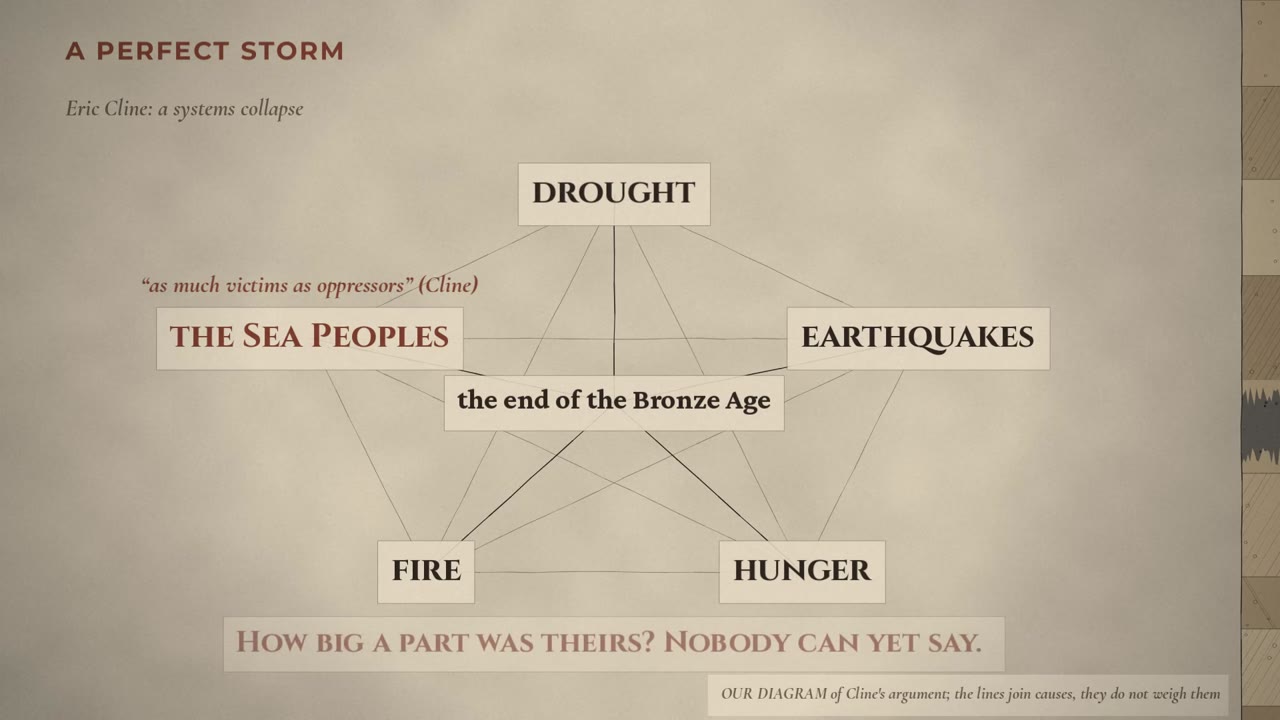 A PERFECT STORM
Eric Cline: a systems collapse
DROUGHT
“as much victims as oppressors” (Cline)
THE SEA PEOPLES
EARTHQUAKES
the end of the Bronze Age
FIRE
HUNGER
HOW BIG A PART WAS THEIRS? NOBODY CAN YET SAY.
OUR DIAGRAM of Cline's argument; the lines join causes, they do not weigh them